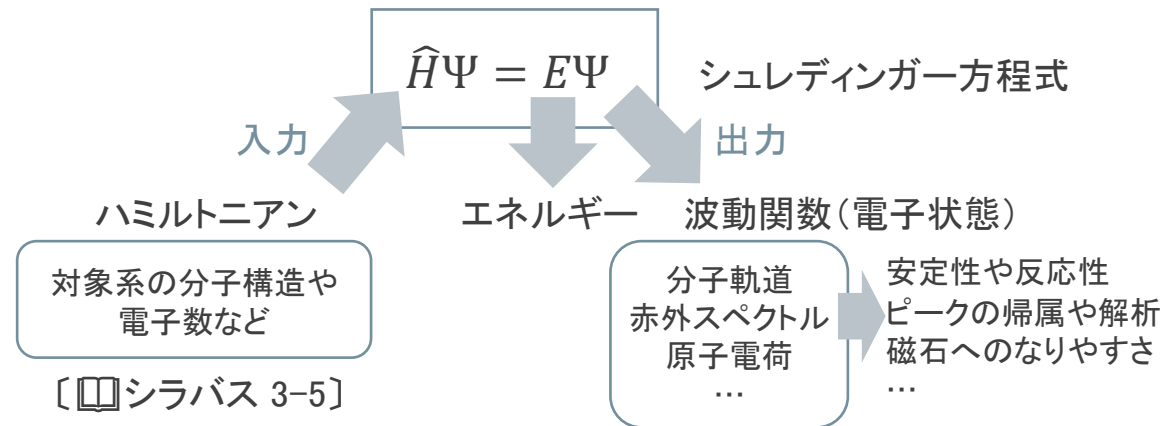 ĤΨ = EΨ
シュレディンガー方程式
入力
出力
ハミルトニアン
エネルギー
波動関数(電子状態)
対象系の分子構造や
電子数など
〔📖シラバス 3-5〕
分子軌道
赤外スペクトル
原子電荷
…
安定性や反応性
ピークの帰属や解析
磁石へのなりやすさ
…